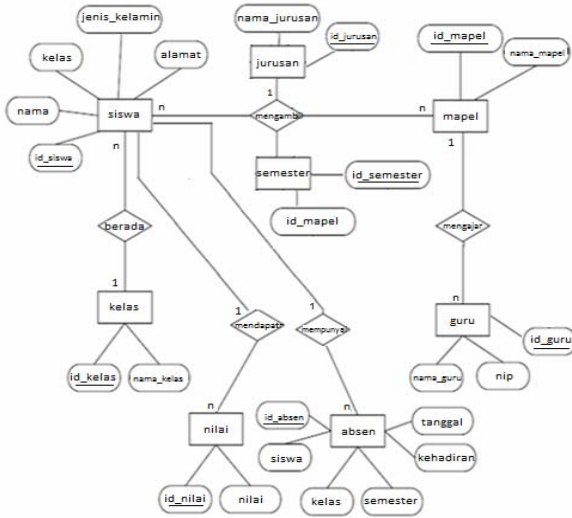 jenis_kelamin
nama_jurusan
id_jurusan
id_mapel
nama_mapel
kelas
alamat
jurusan
nama
siswa
n
1
n
mapel
mengambi
id_siswa
n
1
semester
id_semester
id_mapel
berada
mengajar
1
kelas
1
mendapat
1
mempunya
n
guru
id_guru
id_kelas
nama_kelas
nama_guru
nip
n
nilai
n
id_absen
absen
tanggal
siswa
kehadiran
id_nilai
nilai
kelas
semester